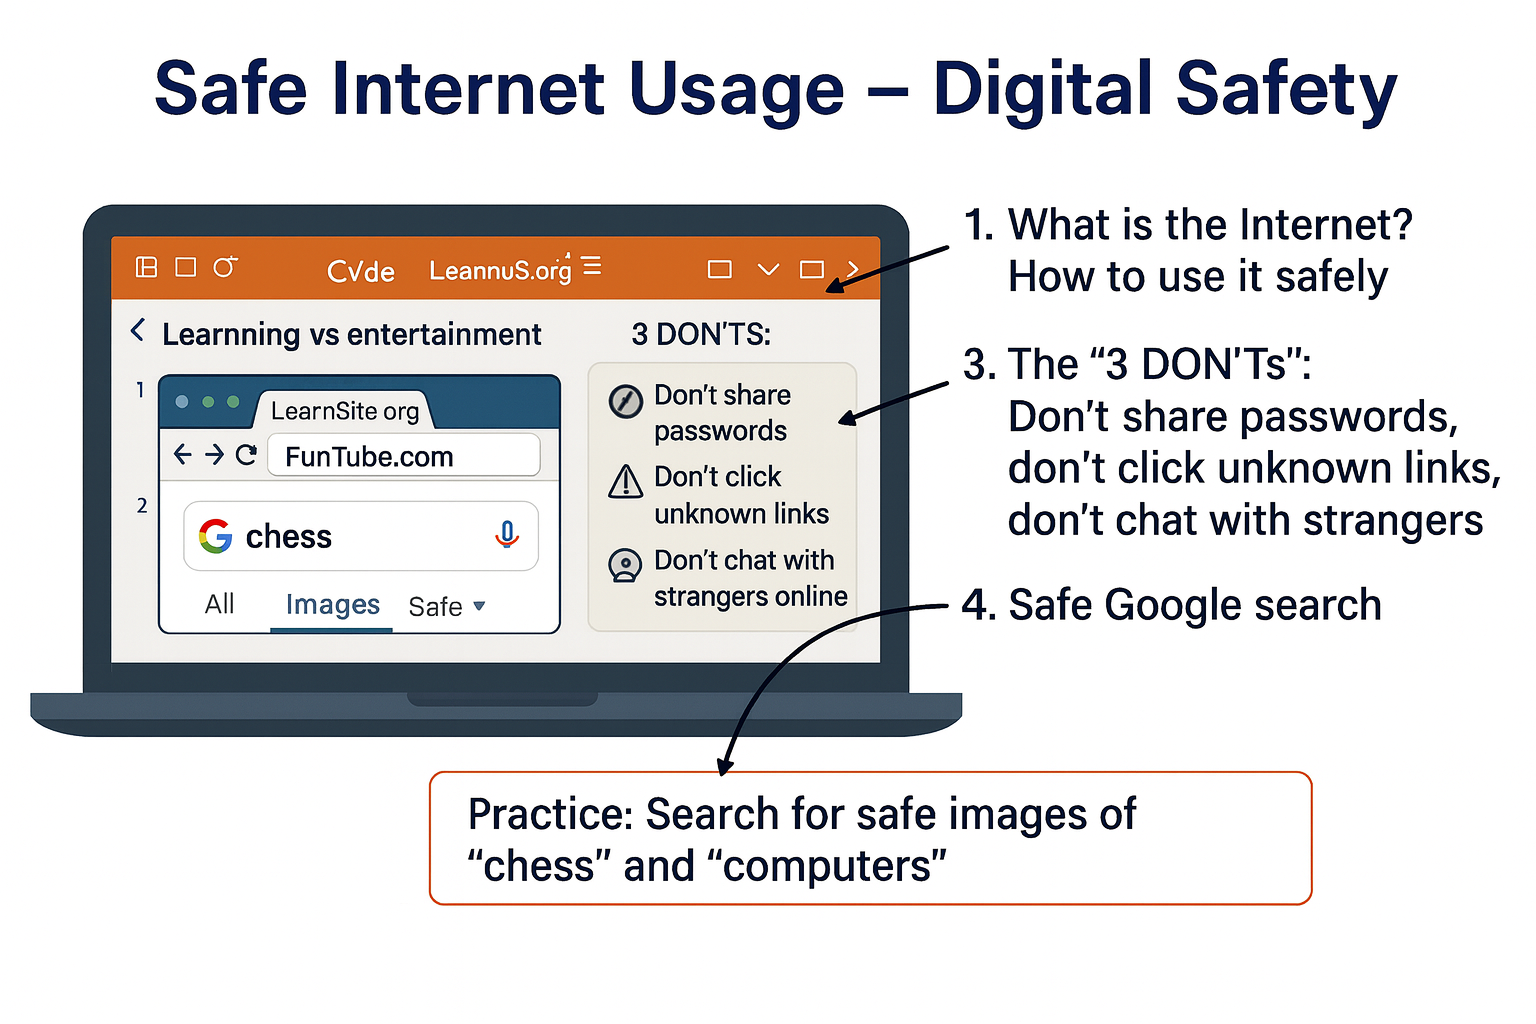 Safe Internet Usage – Digital Safety
CVde LeannuS.org
Learnning vs entertainment
1
LearnSite org
FunTube.com
2
G chess
All Images Safe
3 DON'TS:
Don't share
passwords
Don't click
unknown links
Don't chat with
strangers online
1. What is the Internet?
How to use it safely
3. The “3 DON'Ts”:
Don't share passwords,
don't click unknown links,
don't chat with strangers
4. Safe Google search
Practice: Search for safe images of
“chess” and “computers”